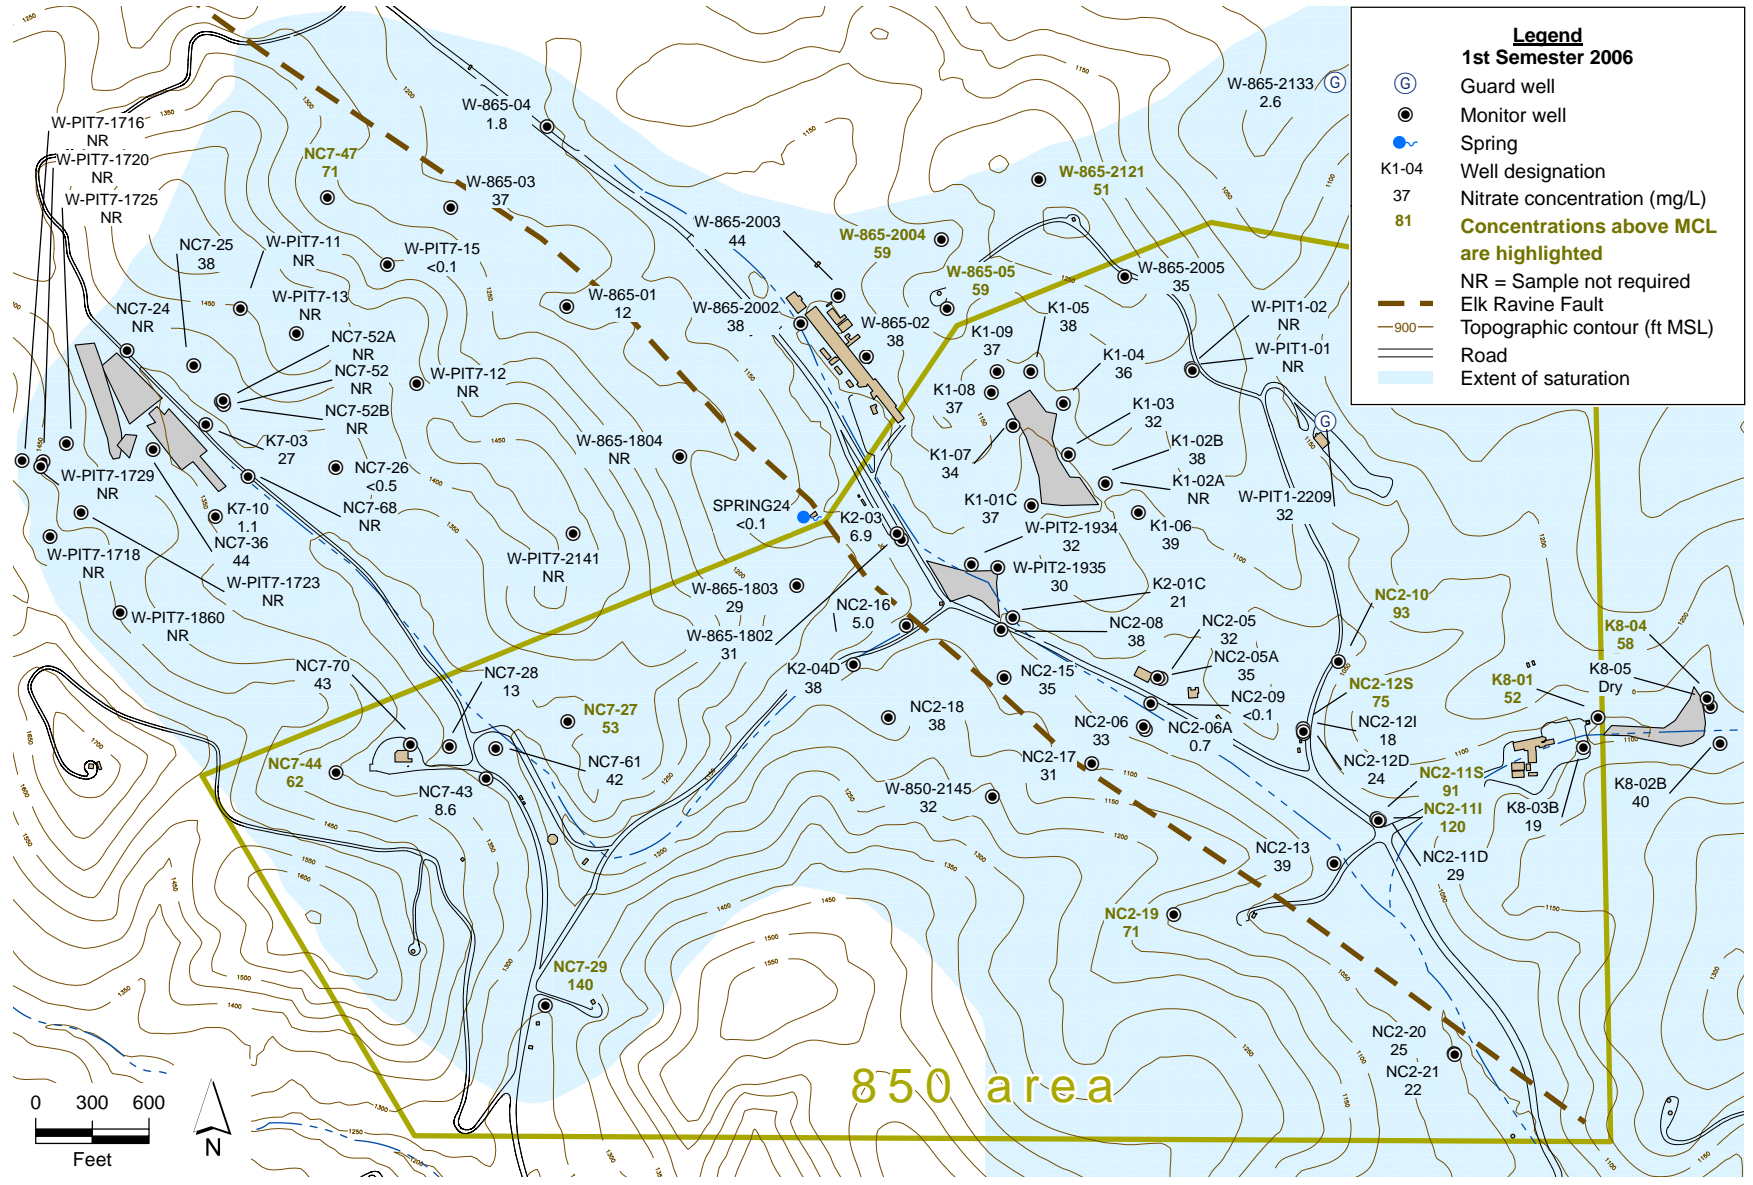 Legend
1st Semester 2006
G Guard well
Monitor well
Spring
K1-04 Well designation
37 Nitrate concentration (mg/L)
81 Concentrations above MCL
are highlighted
NR = Sample not required
Elk Ravine Fault
900 Topographic contour (ft MSL)
Road
Extent of saturation
W-865-2133
2.6
G
W-865-04
1.8
W-PIT7-1716
NR
W-PIT7-1720
NR
W-PIT7-1725
NR
NC7-47
71
W-865-03
37
W-865-2121
51
W-865-2003
44
W-865-2004
59
NC7-25
38
W-PIT7-11
NR
W-PIT7-15
<0.1
W-865-05
59
W-865-2005
35
W-PIT7-13
NR
W-865-01
12
W-865-2002
38
W-865-02
38
K1-05
38
W-PIT1-02
NR
NC7-24
NR
K1-09
37
NC7-52A
NR
NC7-52
NR
W-PIT7-12
NR
K1-04
36
W-PIT1-01
NR
K1-08
37
NC7-52B
NR
K1-03
32
G
K7-03
27
W-865-1804
NR
K1-07
34
K1-02B
38
NC7-26
<0.5
W-PIT7-1729
NR
K1-02A
NR
W-PIT1-2209
32
NC7-68
NR
SPRING24
<0.1
K1-01C
37
K7-10
1.1
K2-03
6.9
W-PIT2-1934
32
K1-06
39
NC7-36
44
W-PIT7-1718
NR
W-PIT7-2141
NR
W-PIT2-1935
30
W-PIT7-1723
NR
W-865-1803
29
K2-01C
21
NC2-10
93
NC2-16
5.0
W-PIT7-1860
NR
W-865-1802
31
NC2-08
38
NC2-05
32
K8-04
58
NC7-70
43
NC7-28
13
K2-04D
38
NC2-15
35
NC2-05A
35
K8-05
Dry
NC2-12S
75
K8-01
52
NC7-27
53
NC2-18
38
NC2-09
<0.1
NC2-06
33
NC2-06A
0.7
NC2-12I
18
NC7-44
62
NC7-61
42
NC2-17
31
NC2-12D
24
NC2-11S
91
K8-02B
40
NC7-43
8.6
W-850-2145
32
NC2-11I
120
K8-03B
19
NC2-13
39
NC2-11D
29
NC2-19
71
NC7-29
140
NC2-20
25
NC2-21
22
850 area
0 300 600
Feet
N